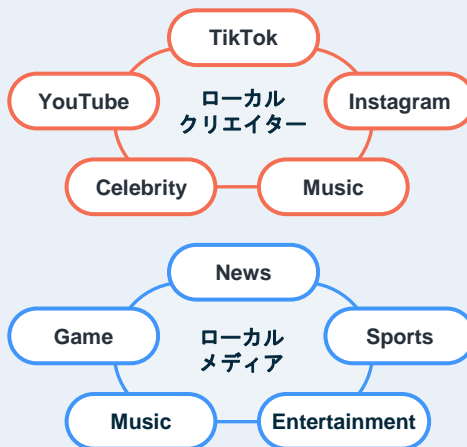 TikTok
YouTube
ローカル
クリエイター
Instagram
Celebrity
Music
News
Game
ローカル
メディア
Sports
Music
Entertainment